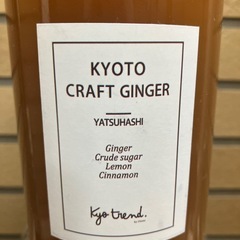 KYOTO
CRAFT GINGER
YATSUHASHI
Ginger
Crude sugar
Lemon
Cinnamon
Kyo trend.